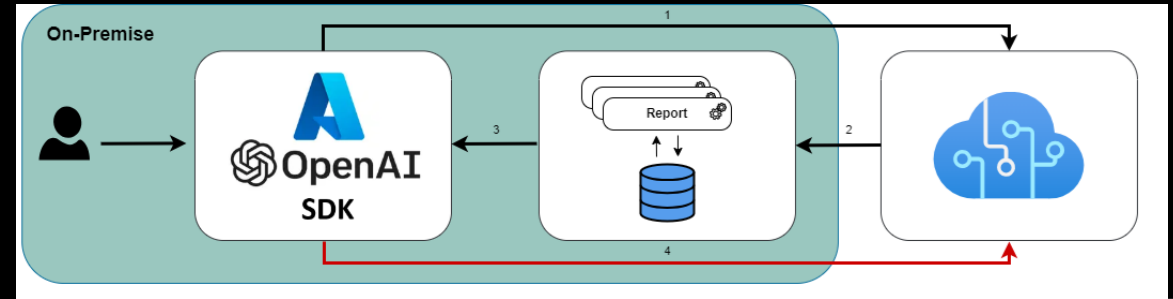 1
On-Premise
OpenAI
SDK
3
Report
2
4